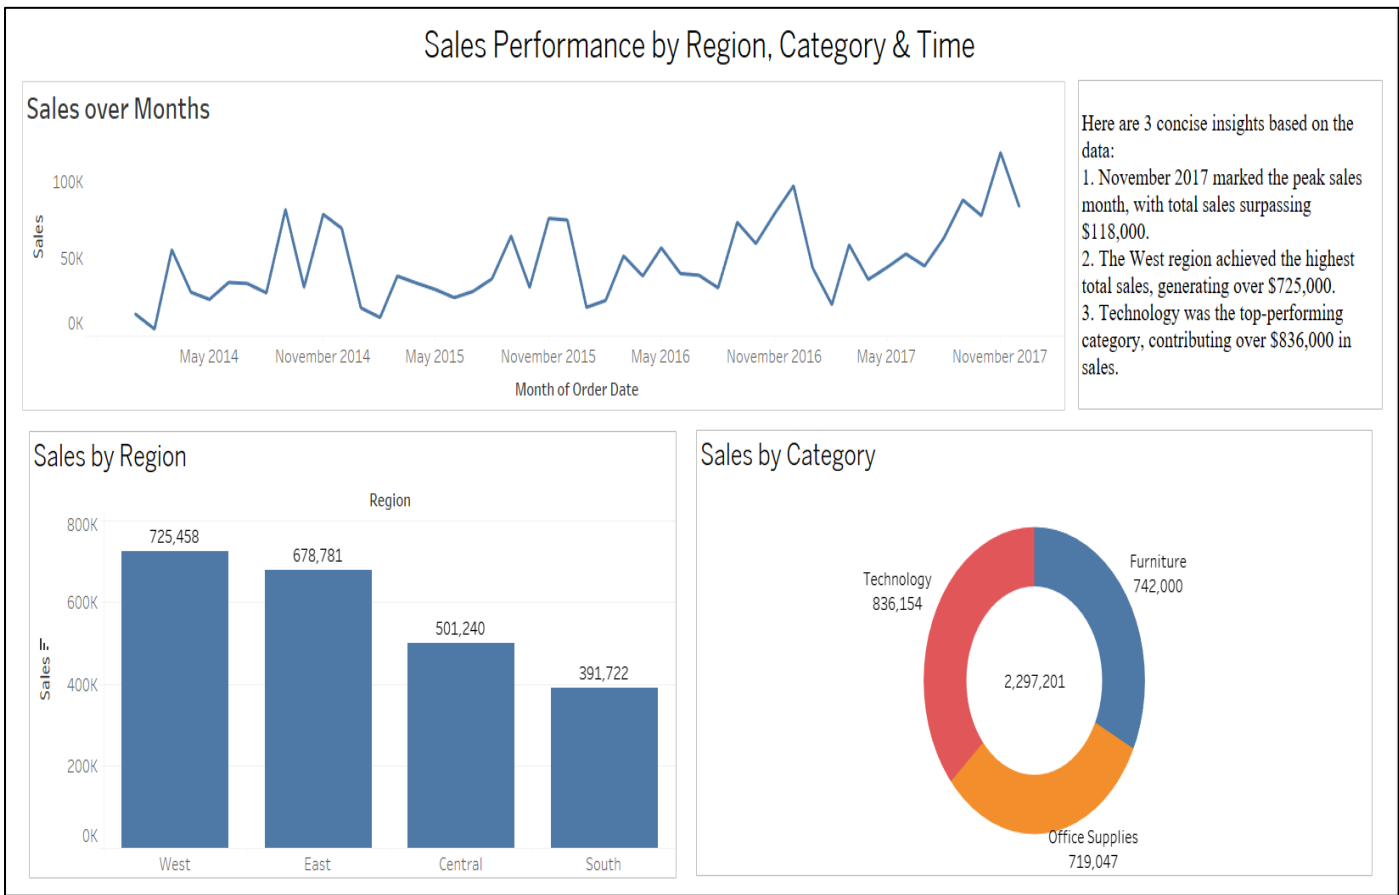 Sales Performance by Region, Category & Time
Sales over Months
Sales
100K
50K
0K
May 2014
November 2014
May 2015
November 2015
May 2016
November 2016
May 2017
November 2017
Month of Order Date
Here are 3 concise insights based on the
data:
1. November 2017 marked the peak sales
month, with total sales surpassing
$118,000.
2. The West region achieved the highest
total sales, generating over $725,000.
3. Technology was the top-performing
category, contributing over $836,000 in
sales.
Sales by Region
Region
Sales
800K
600K
400K
200K
0K
725,458
678,781
501,240
391,722
West
East
Central
South
Sales by Category
Technology
836,154
Furniture
742,000
2,297,201
Office Supplies
719,047